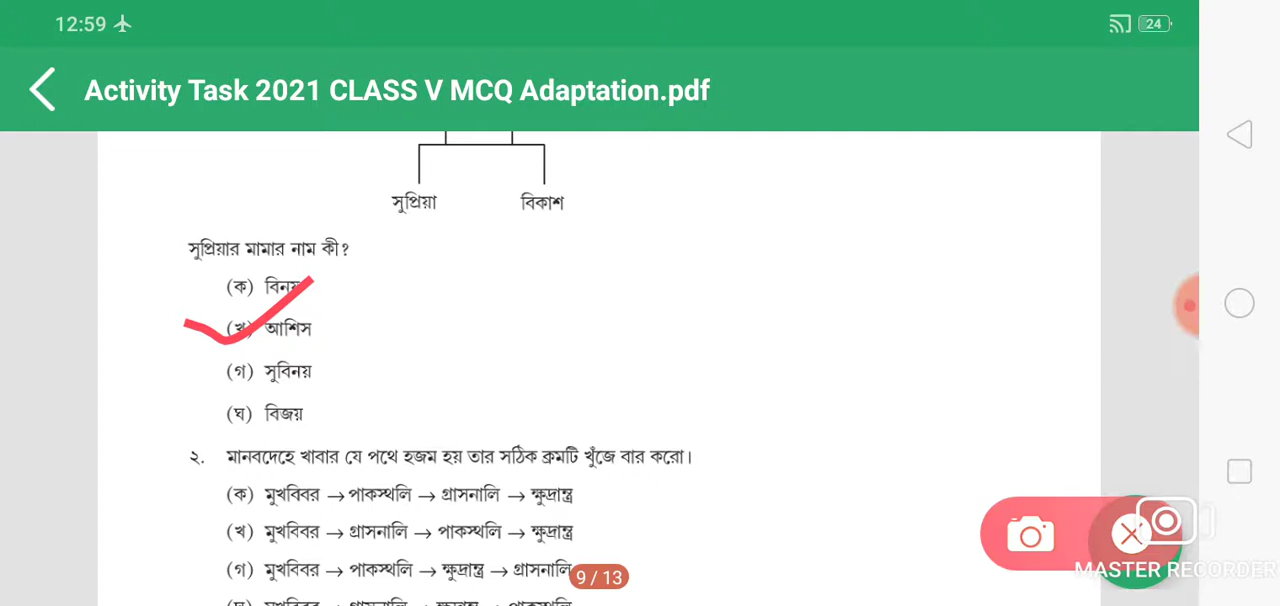 12:59 24
Activity Task 2021 CLASS V MCQ Adaptation.pdf
সুপ্রিয়া বিকাশ
সুপ্রিয়ার মামার নাম কী?
(ক) বিনয়
(খ) আশিস
(গ) সুবিনয়
(ঘ) বিজয়
২. মানবদেহে খাবার যে পথে হজম হয় তার সঠিক ক্রমটি খুঁজে বার করো।
(ক) মুখবিবর → পাকস্থলি → গ্রাসনালি → ক্ষুদ্রান্ত্র
(খ) মুখবিবর → গ্রাসনালি → পাকস্থলি → ক্ষুদ্রান্ত্র
(গ) মুখবিবর → পাকস্থলি → ক্ষুদ্রান্ত্র → গ্রাসনালি
9 / 13
MASTER RECORDER